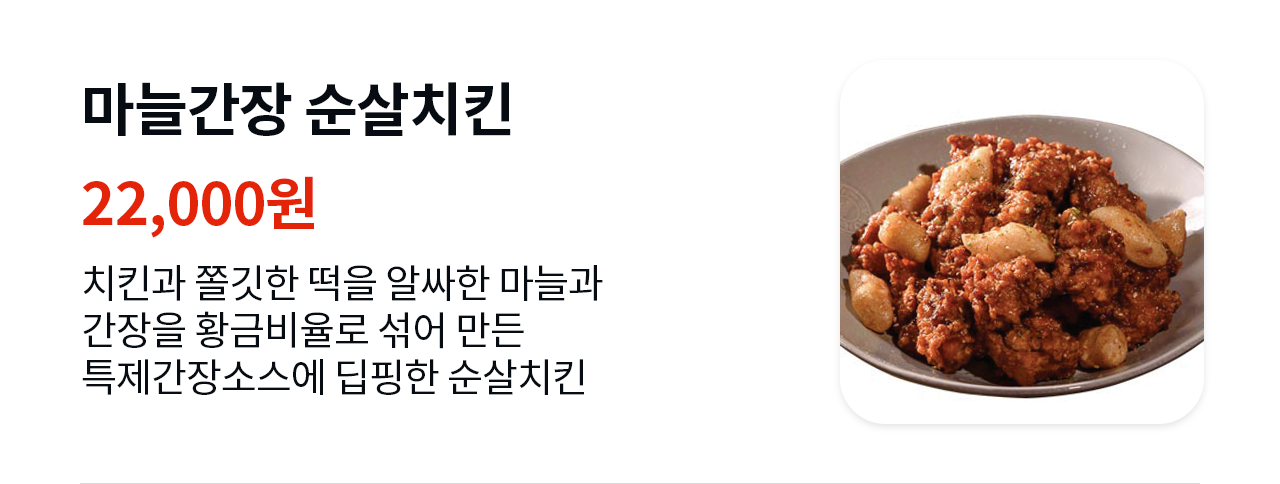 마늘간장 순살치킨
22,000원
치킨과 쫄깃한 떡을 알싸한 마늘과
간장을 황금비율로 섞어 만든
특제간장소스에 딥핑한 순살치킨